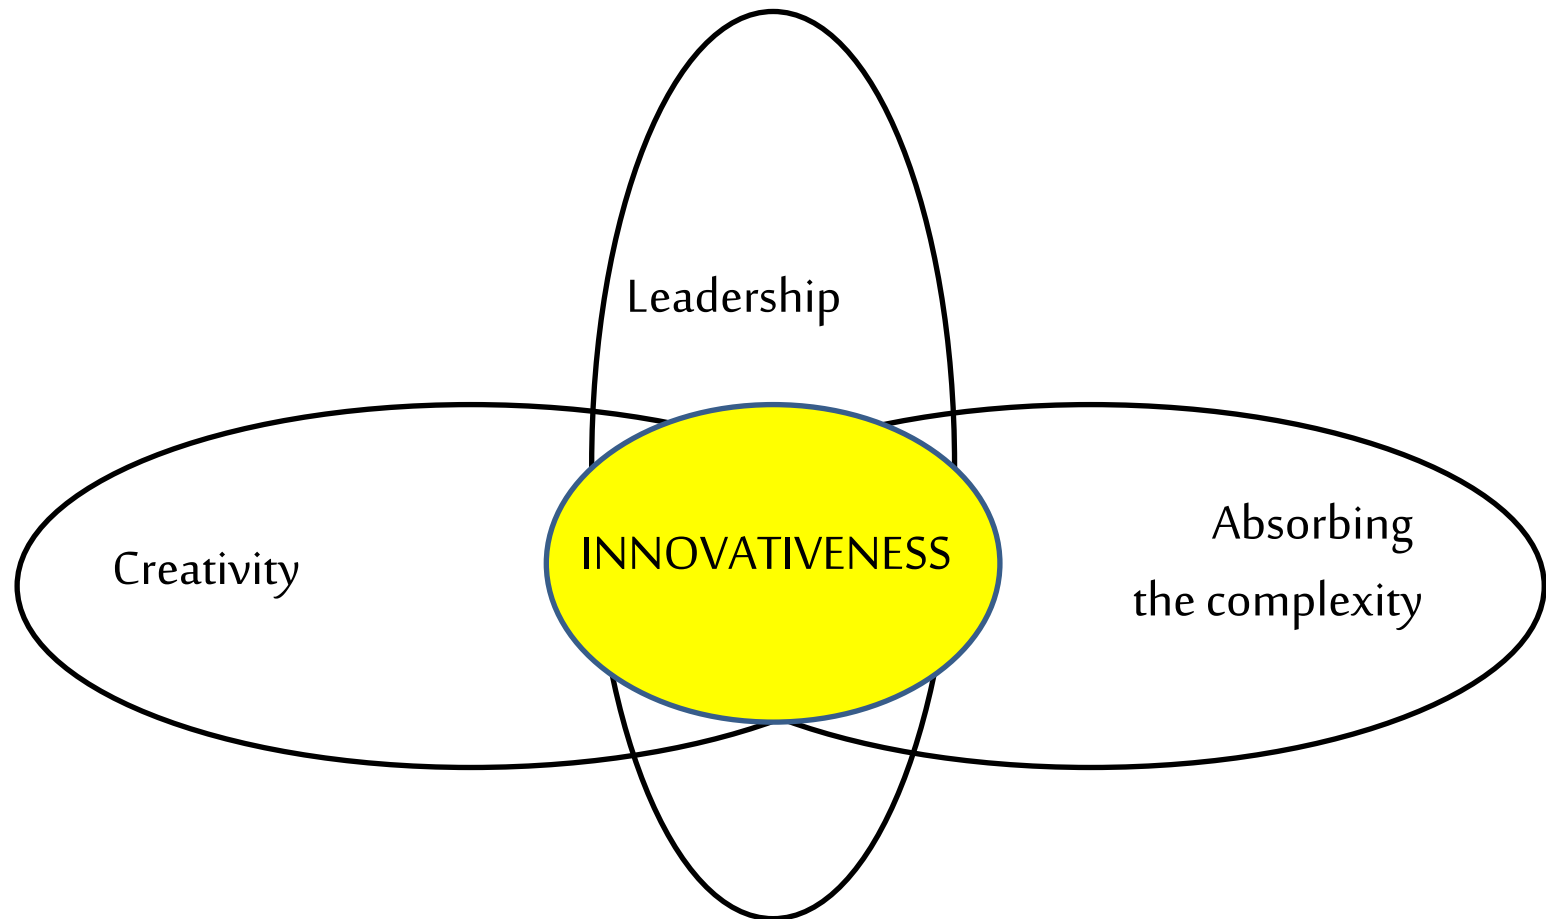 Leadership
Creativity
INNOVATIVENESS
Absorbing
the complexity